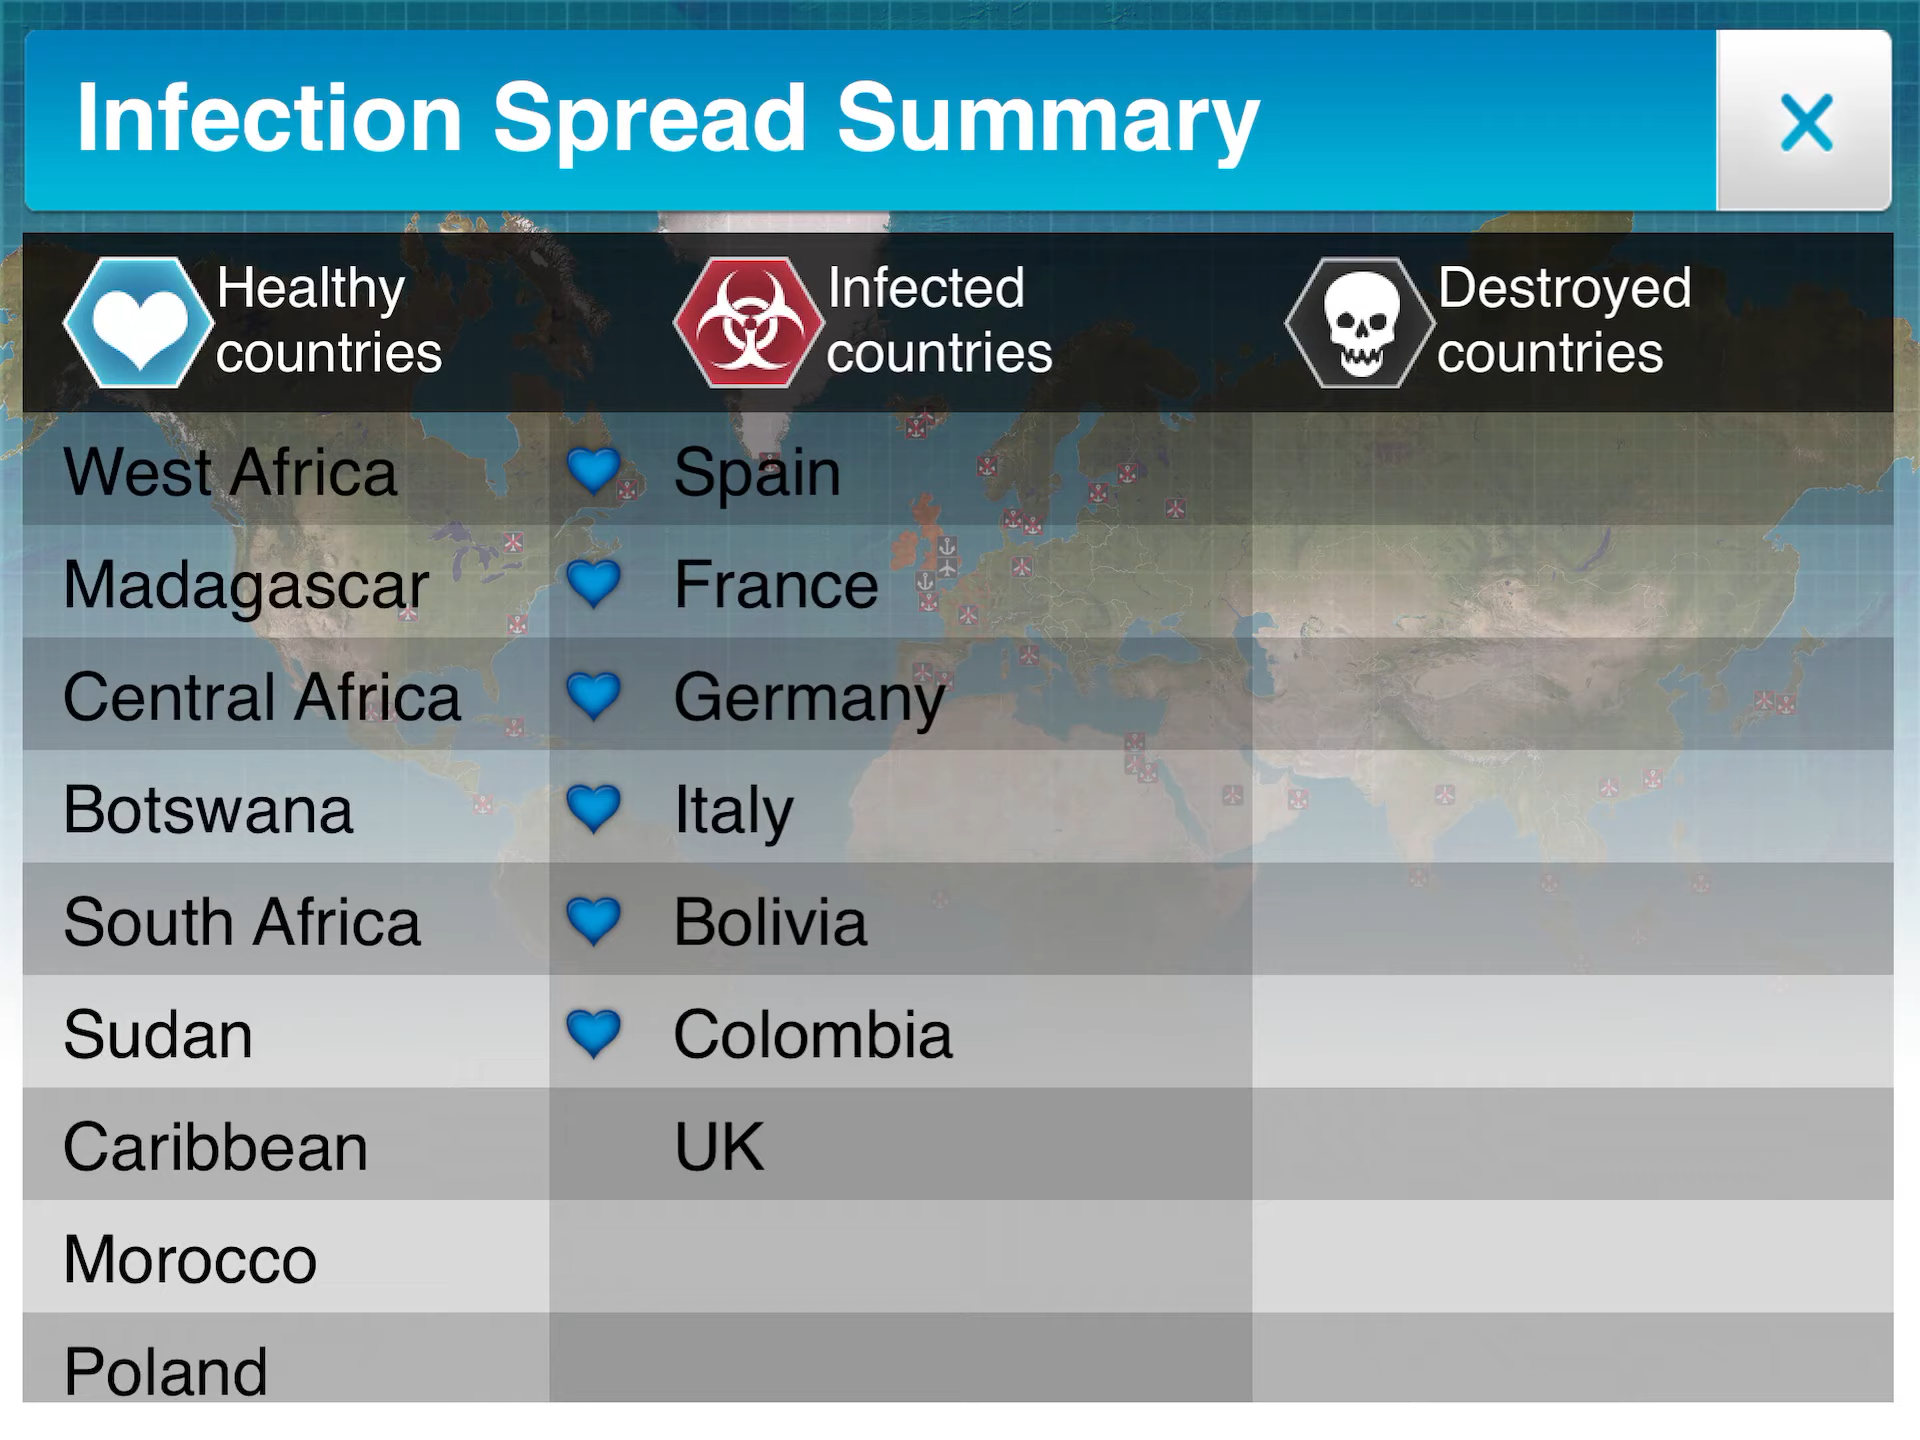 Infection Spread Summary
Healthy
countries
Infected
countries
Destroyed
countries
West Africa Spain
Madagascar France
Central Africa Germany
Botswana Italy
South Africa Bolivia
Sudan Colombia
Caribbean UK
Morocco
Poland